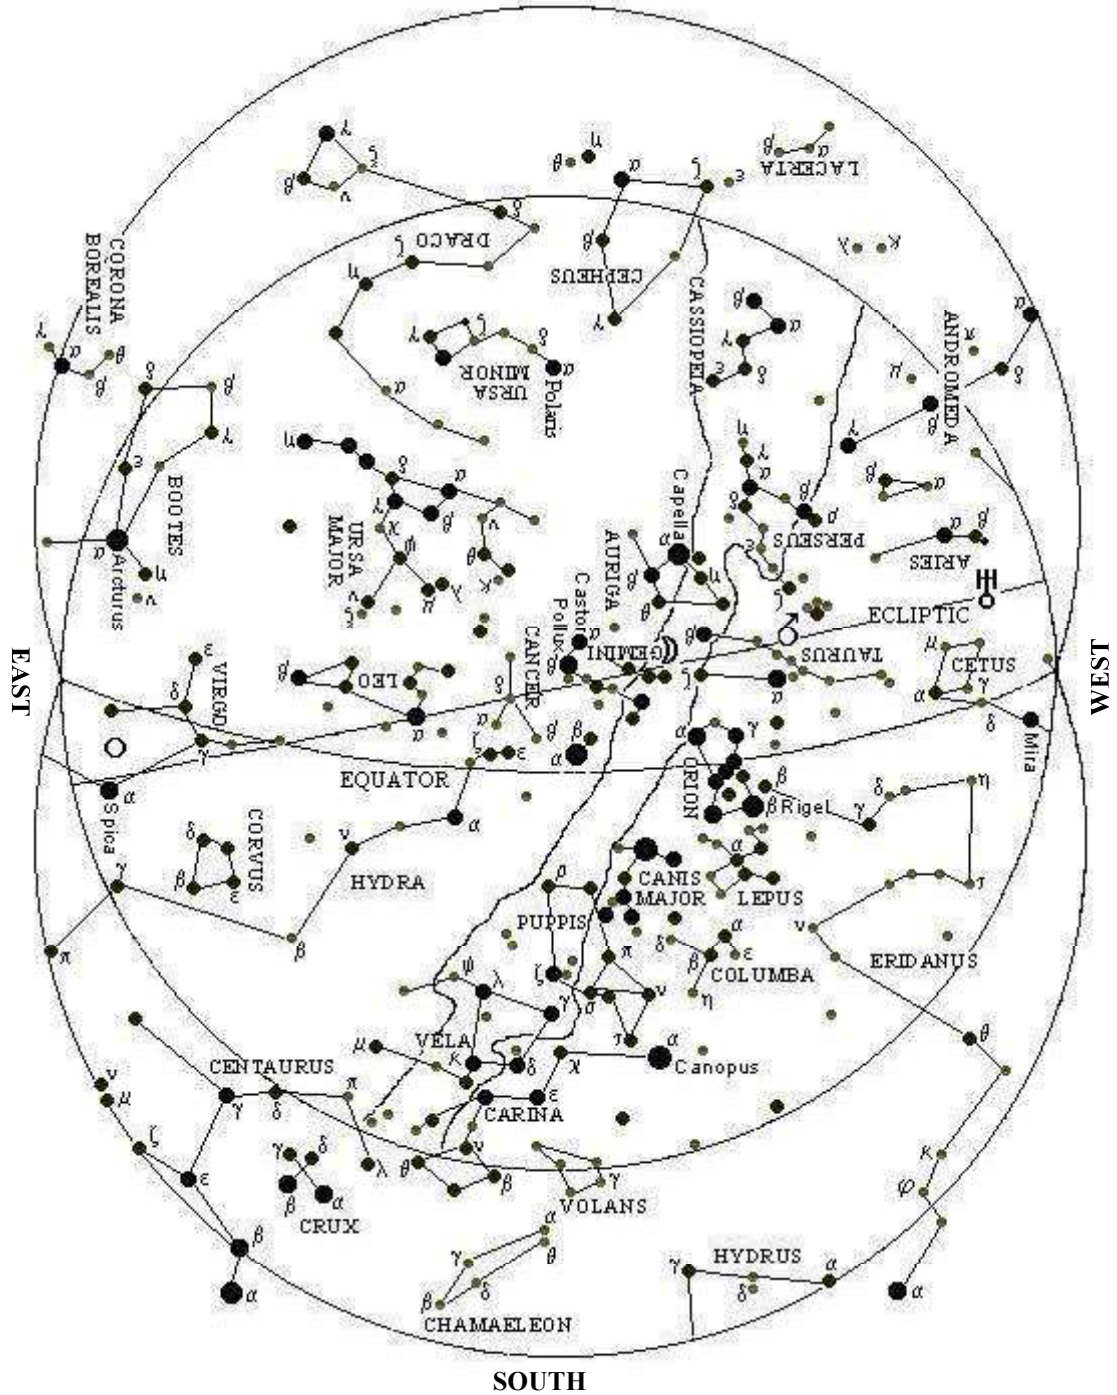 LACERTA
DRACO
CEPHEUS
CORONA
BOREALIS
CASSIOPEIA
ANDROMEDA
URSA
MINOR
Polaris
BOOTES
Capella
URSA
MAJOR
PERSEUS
AURIGA
ARIES
Arcturus
Castor
Pollux
ECLIPTIC
GEMINI
TAURUS
CETUS
EAST
WEST
VIRGO
LEO
CANCER
Mira
EQUATOR
ORION
Spica
β Rigel
CORVUS
HYDRA
CANIS
MAJOR
LEPUS
PUPPIS
COLUMBA
ERIDANUS
VELA
Canopus
CENTAURUS
CARINA
CRUX
VOLANS
HYDRUS
CHAMAELEON
SOUTH